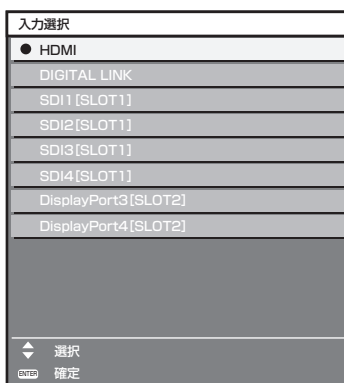 入力選択
HDMI
DIGITAL LINK
SDI1[SLOT1]
SDI2[SLOT1]
SDI3[SLOT1]
SDI4[SLOT1]
DisplayPort3[SLOT2]
DisplayPort4[SLOT2]
選択
ENTER 確定